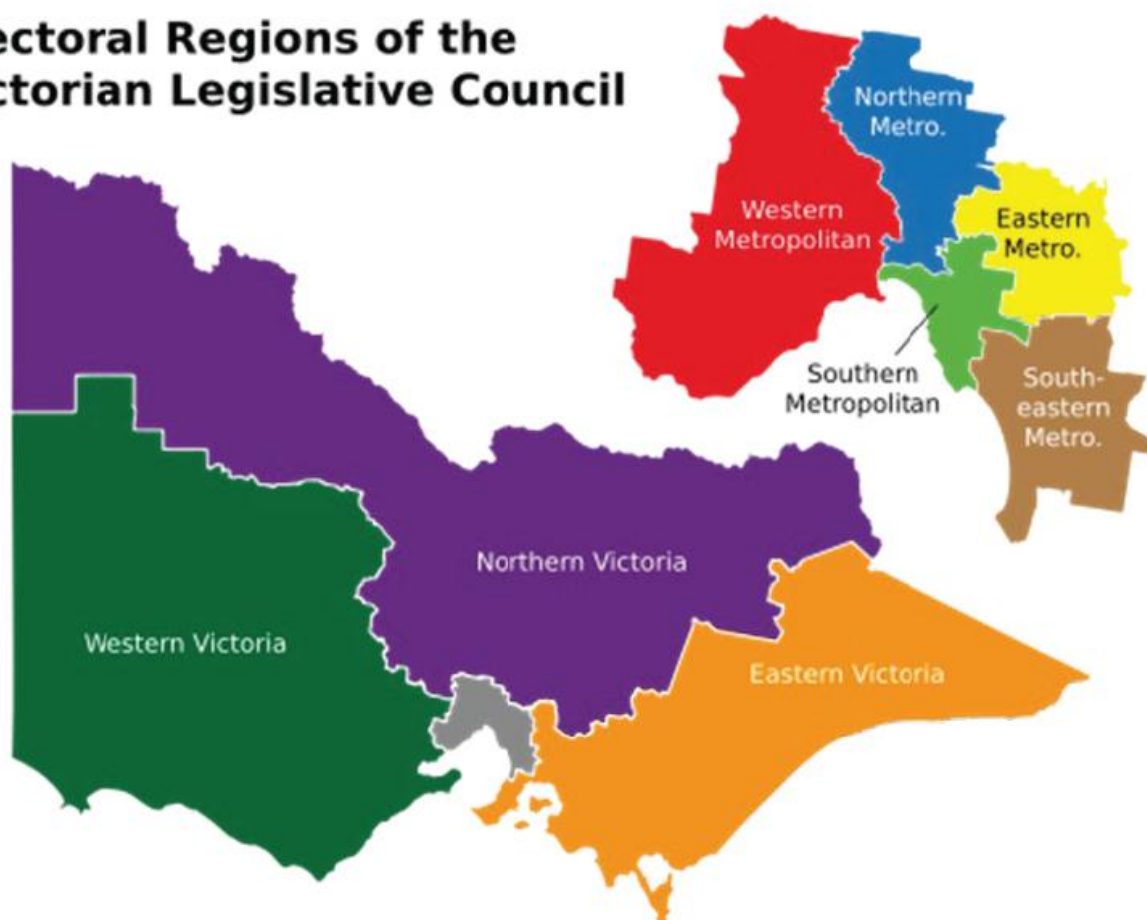 ectoral Regions of the
ctorian Legislative Council
Northern
Metro.
Western
Metropolitan
Eastern
Metro.
Southern
Metropolitan
South-
eastern
Metro.
Northern Victoria
Western Victoria
Eastern Victoria